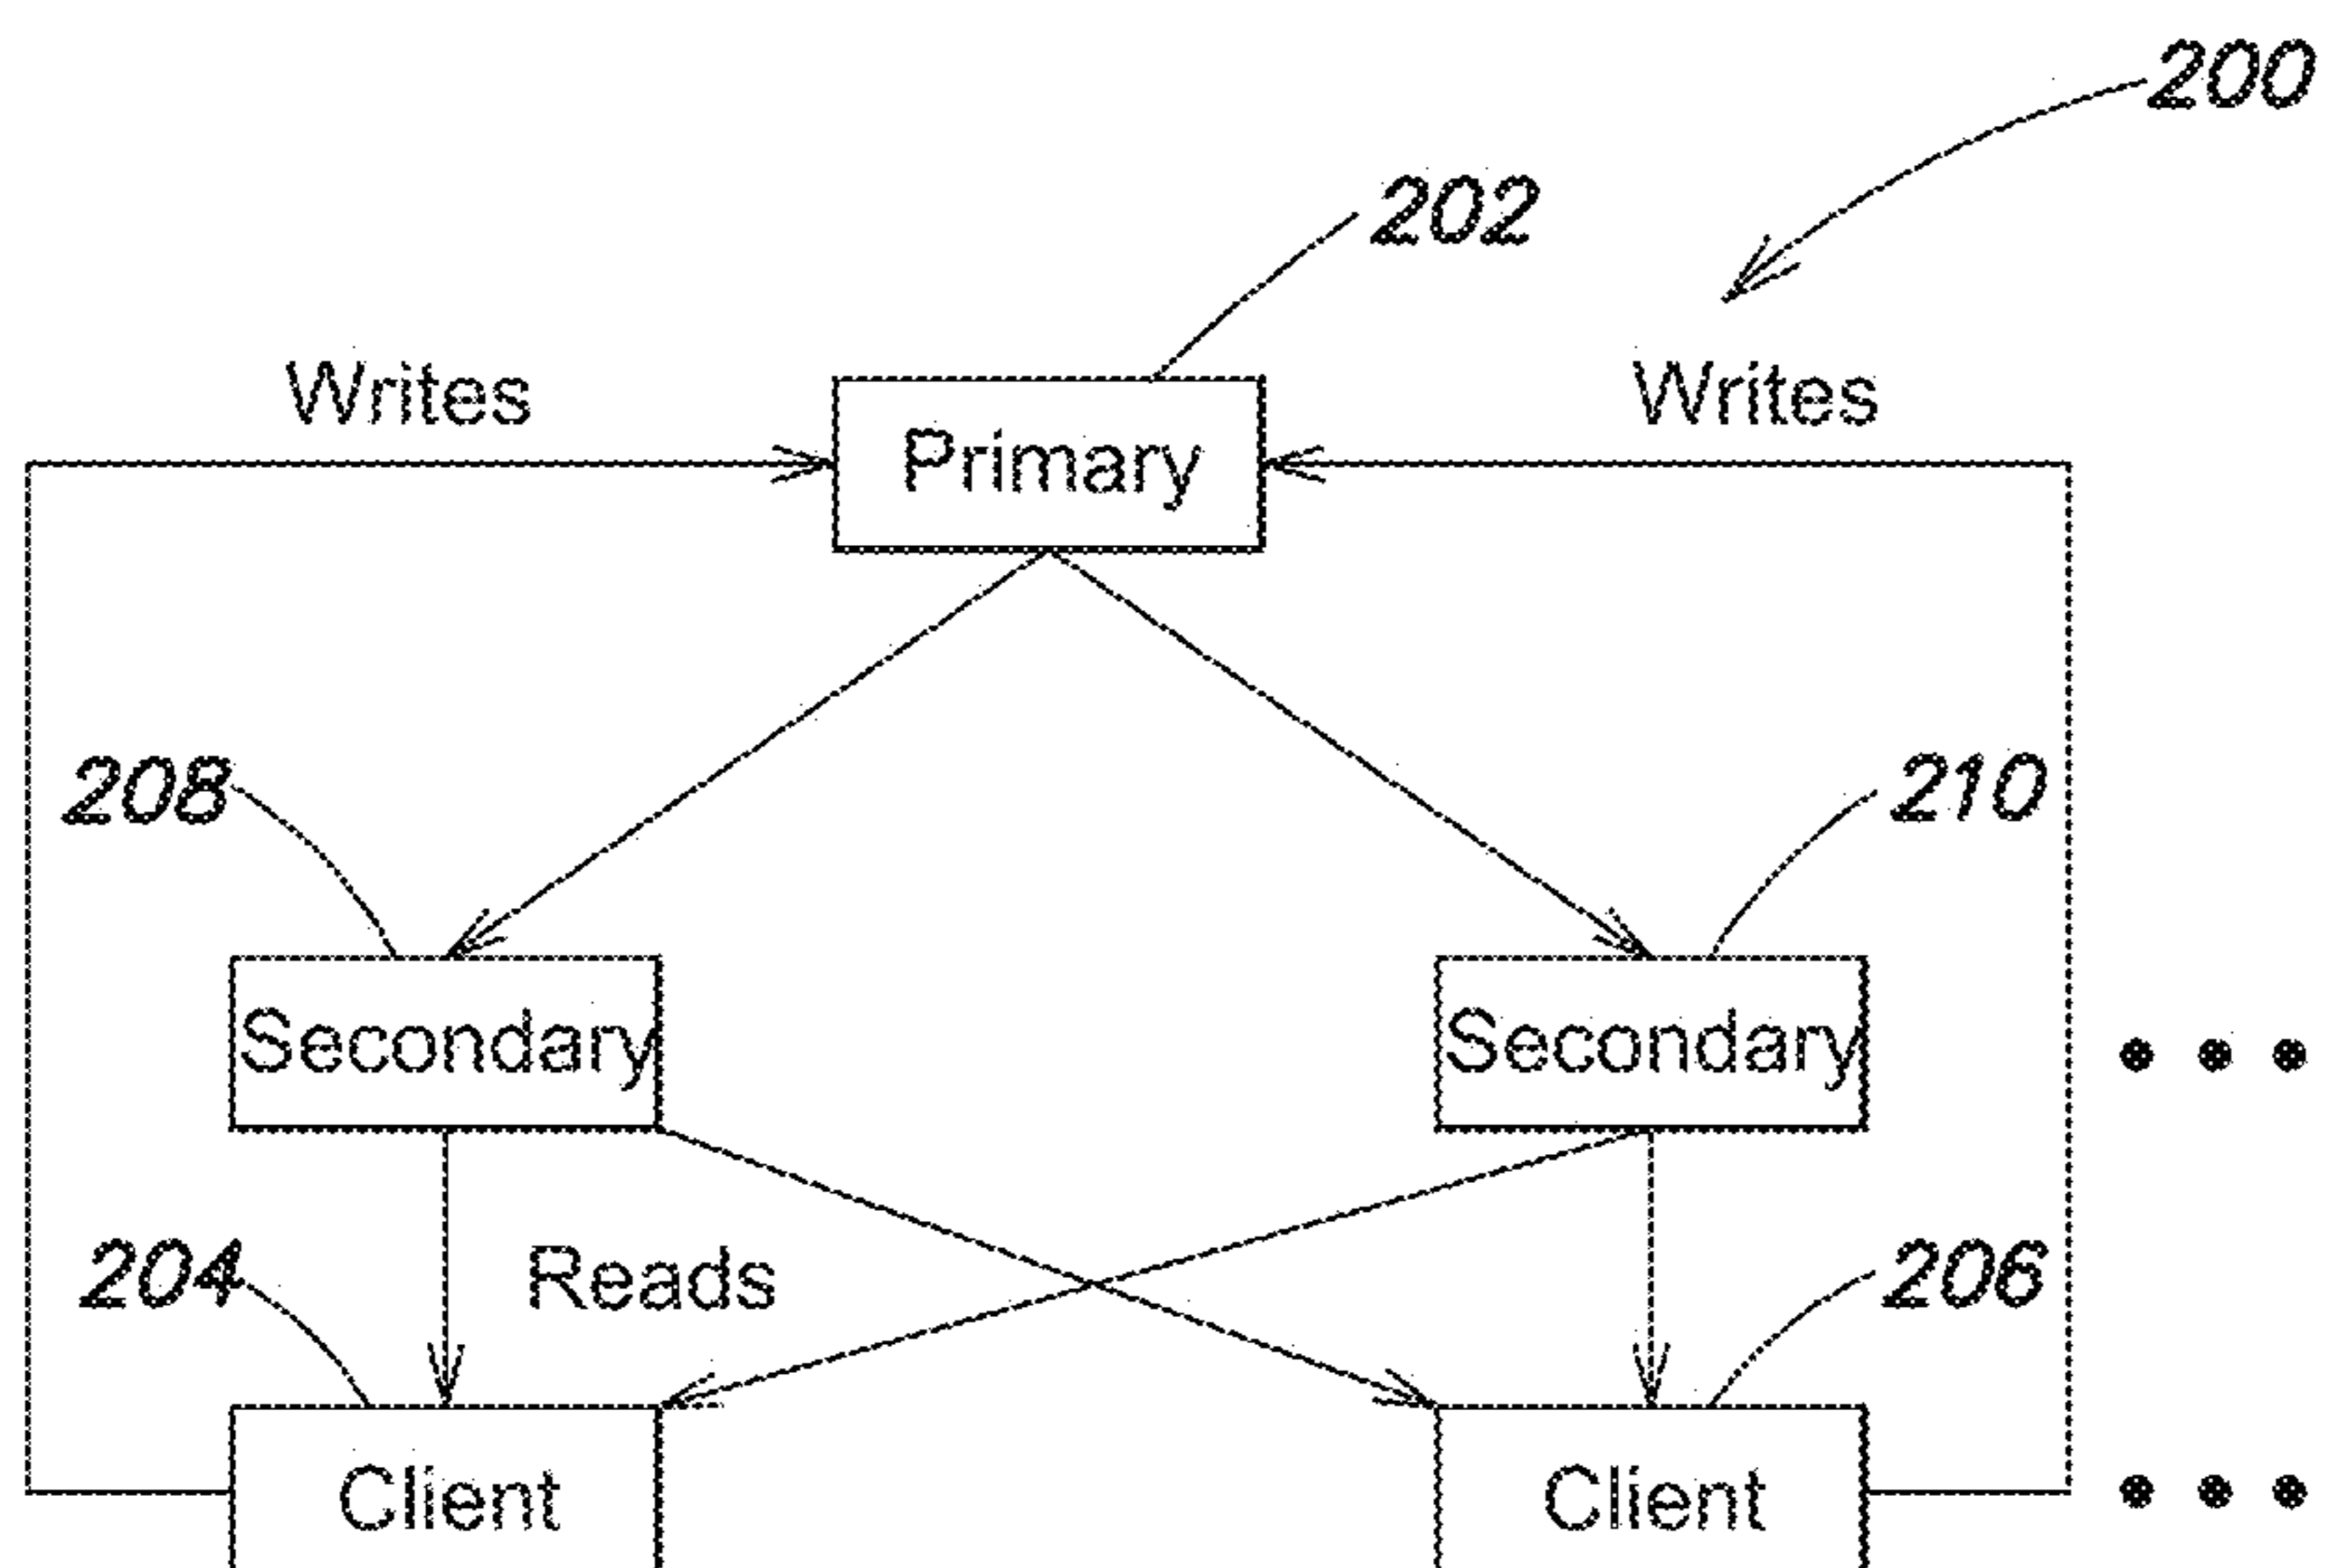 200
202
Writes
Writes
Primary
208
210
Secondary
Secondary
204
Reads
206
Client
Client